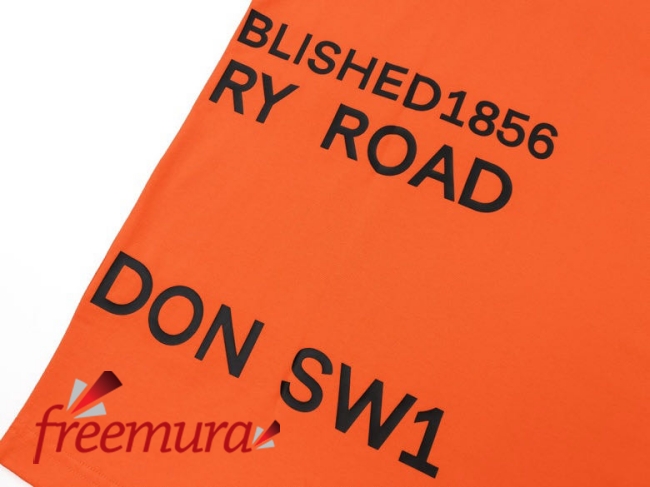 BLISHED1856
RY ROAD
DON SW1
freemura